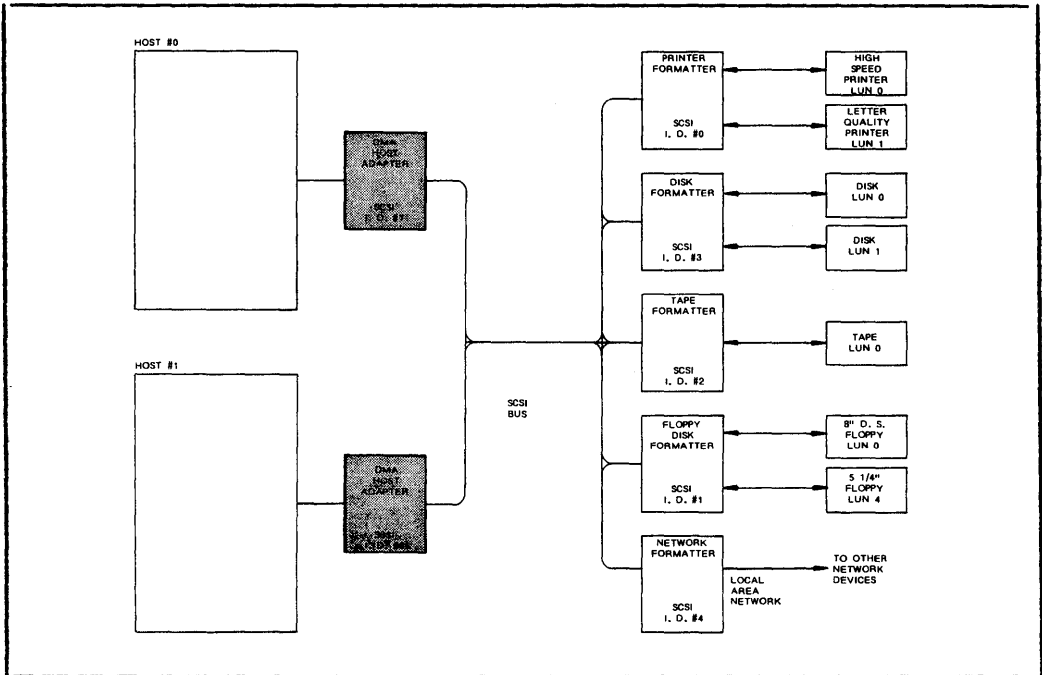 HOST #0
DMA
HOST
ADAPTER
SCSI
I. D. #7
HOST #1
DMA
HOST
ADAPTER
SCSI
BUS
PRINTER
FORMATTER
SCSI
I. D. #0
HIGH
SPEED
PRINTER
LUN 0
LETTER
QUALITY
PRINTER
LUN 1
DISK
FORMATTER
SCSI
I. D. #3
DISK
LUN 0
DISK
LUN 1
TAPE
FORMATTER
SCSI
I. D. #2
TAPE
LUN 0
FLOPPY
DISK
FORMATTER
SCSI
I. D. #1
8" D. S.
FLOPPY
LUN 0
5 1/4"
FLOPPY
LUN 4
NETWORK
FORMATTER
SCSI
I. D. #4
LOCAL
AREA
NETWORK
TO OTHER
NETWORK
DEVICES